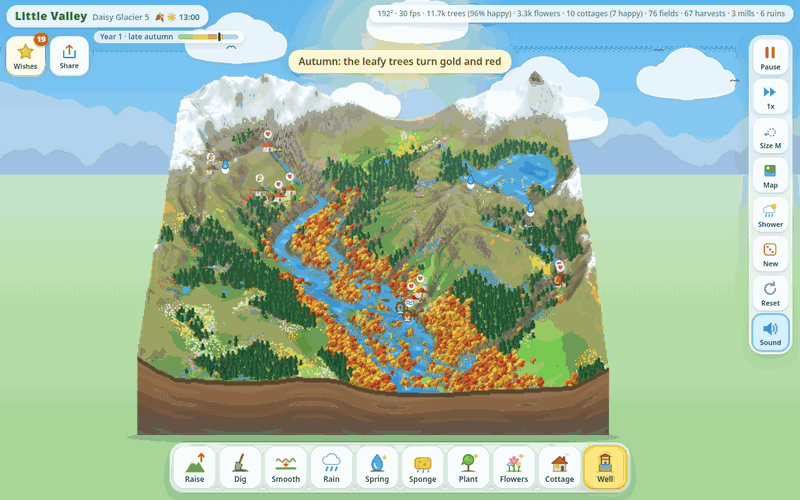 Little Valley Daisy Glacier 5 13:00
192² · 30 fps · 11.7k trees (96% happy) · 3.3k flowers · 10 cottages (7 happy) · 76 fields · 67 harvests · 3 mills · 6 ruins
Year 1 · late autumn
19
Wishes
Share
Autumn: the leafy trees turn gold and red
Pause
1x
Size M
Map
Shower
New
Reset
Sound
Raise
Dig
Smooth
Rain
Spring
Sponge
Plant
Flowers
Cottage
Well